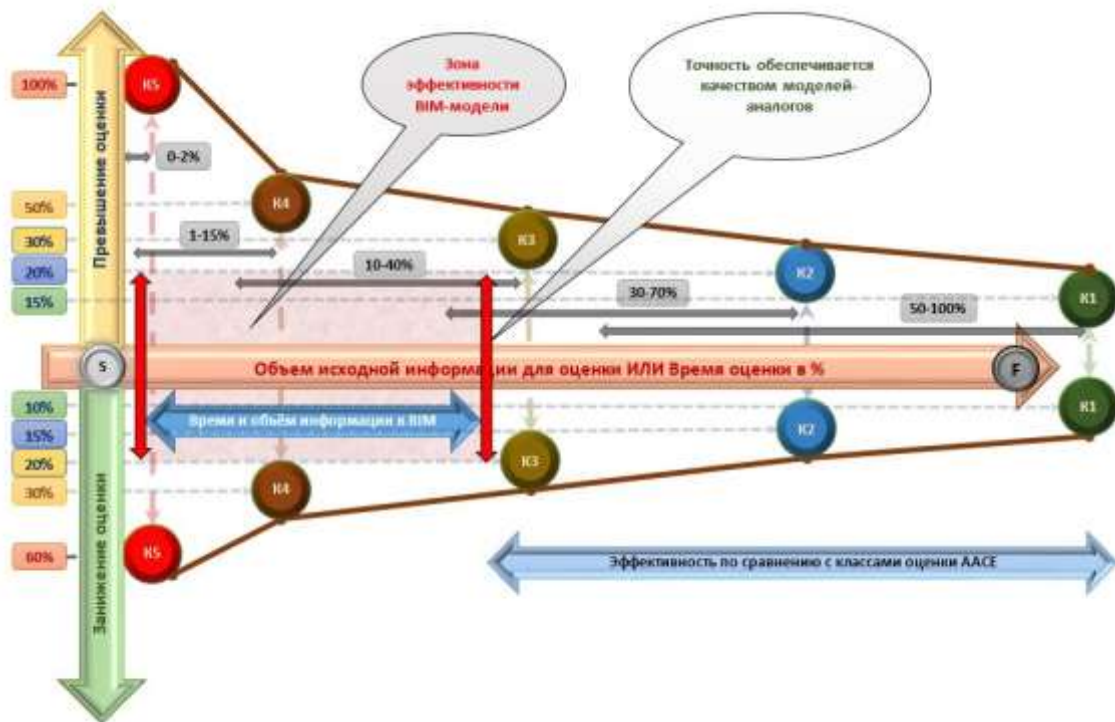 Зона
эффективности
BIM-модели
Точность обеспечивается
качеством моделей-
аналогов
Превышение оценки
100%
50%
30%
20%
15%
K5
K4
K3
K2
K1
0-2%
1-15%
10-40%
30-70%
50-100%
S
Объем исходной информации для оценки ИЛИ Время оценки в %
F
Время и объём информации в BIM
Занижение оценки
10%
15%
20%
30%
60%
K1
K2
K3
K4
K5
Эффективность по сравнению с классами оценки AACE